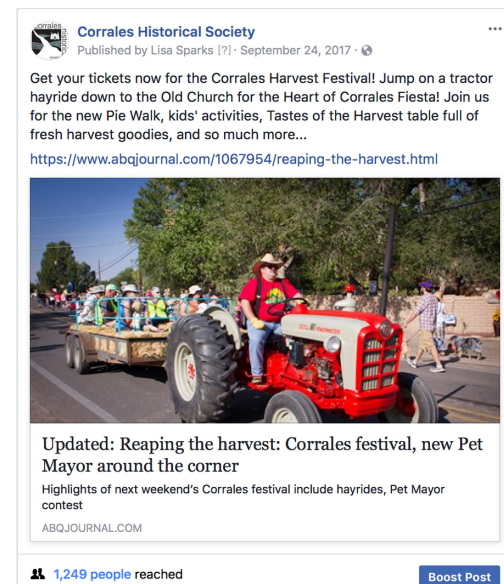 Corrales Historical Society
Published by Lisa Sparks [?] · September 24, 2017 ·
Get your tickets now for the Corrales Harvest Festival! Jump on a tractor
hayride down to the Old Church for the Heart of Corrales Fiesta! Join us
for the new Pie Walk, kids' activities, Tastes of the Harvest table full of
fresh harvest goodies, and so much more...
https://www.abqjournal.com/1067954/reaping-the-harvest.html
Updated: Reaping the harvest: Corrales festival, new Pet
Mayor around the corner
Highlights of next weekend's Corrales festival include hayrides, Pet Mayor
contest
ABQJOURNAL.COM
1,249 people reached
Boost Post